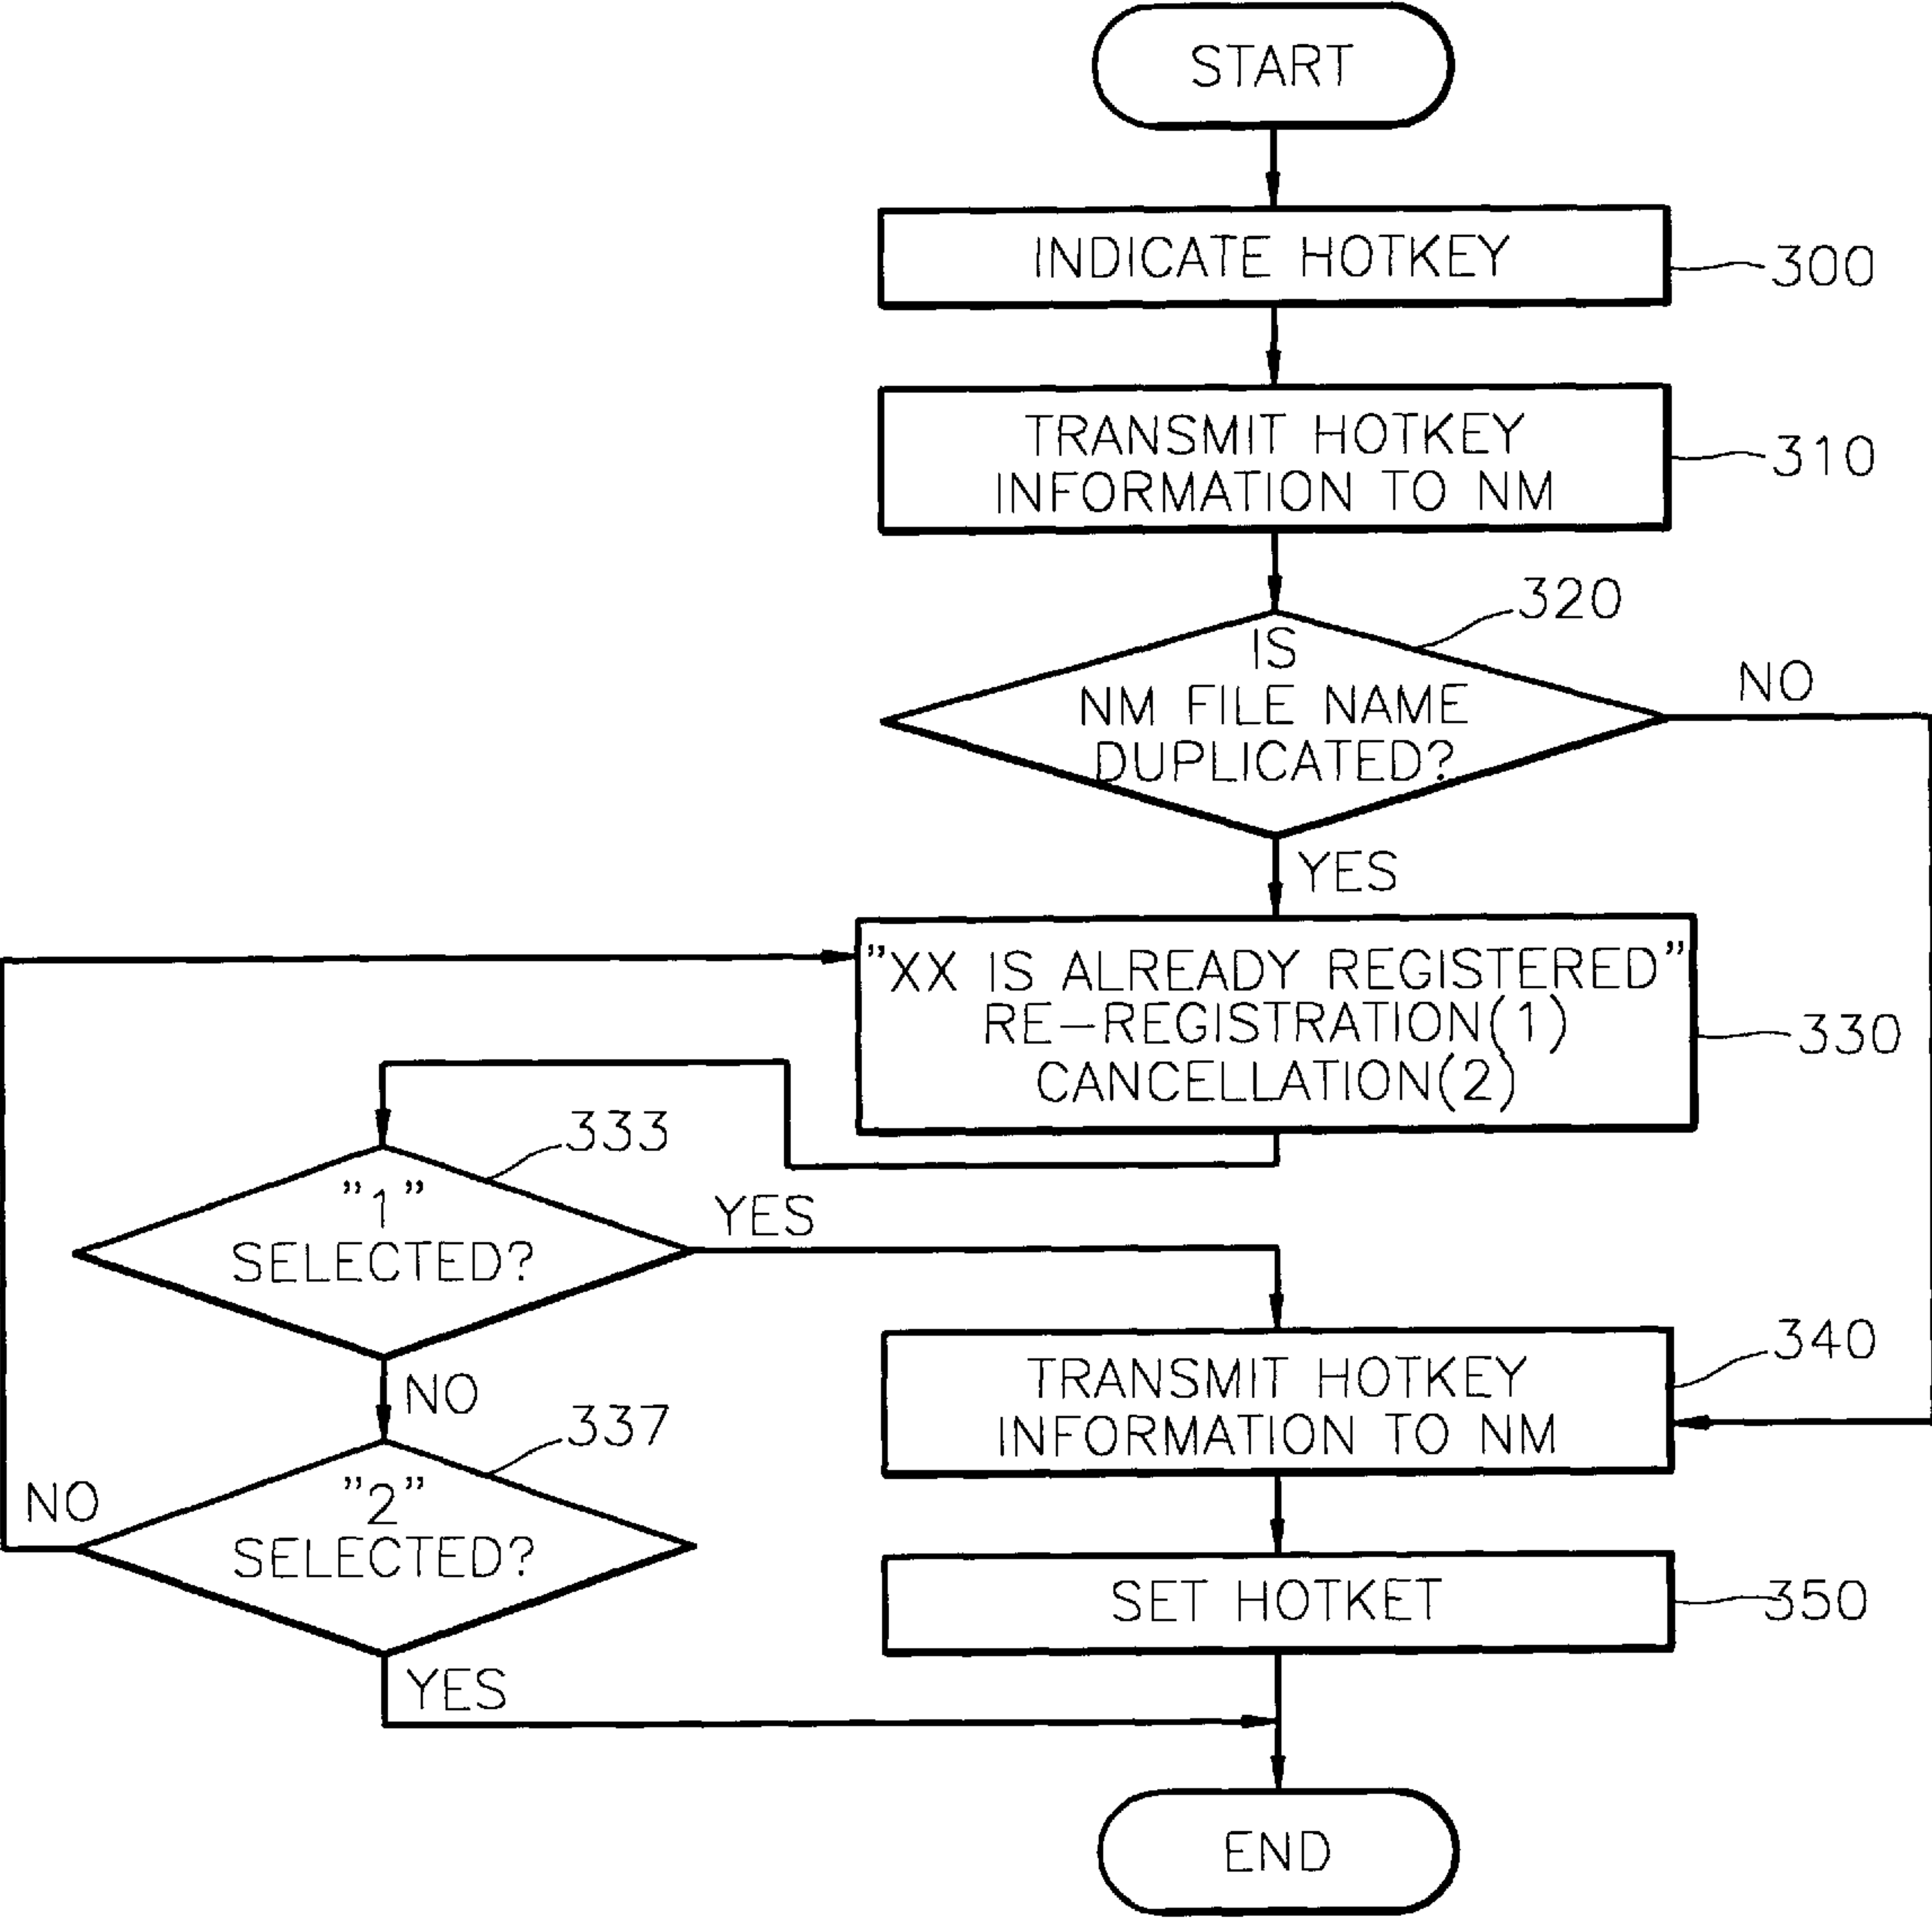 START
INDICATE HOTKEY
300
TRANSMIT HOTKEY
INFORMATION TO NM
310
320
IS
NM FILE NAME
DUPLICATED?
NO
YES
"XX IS ALREADY REGISTERED"
RE-REGISTRATION(1)
CANCELLATION(2)
330
333
"1"
SELECTED?
YES
NO
340
TRANSMIT HOTKEY
INFORMATION TO NM
337
"2"
SELECTED?
NO
YES
SET HOTKET
350
END